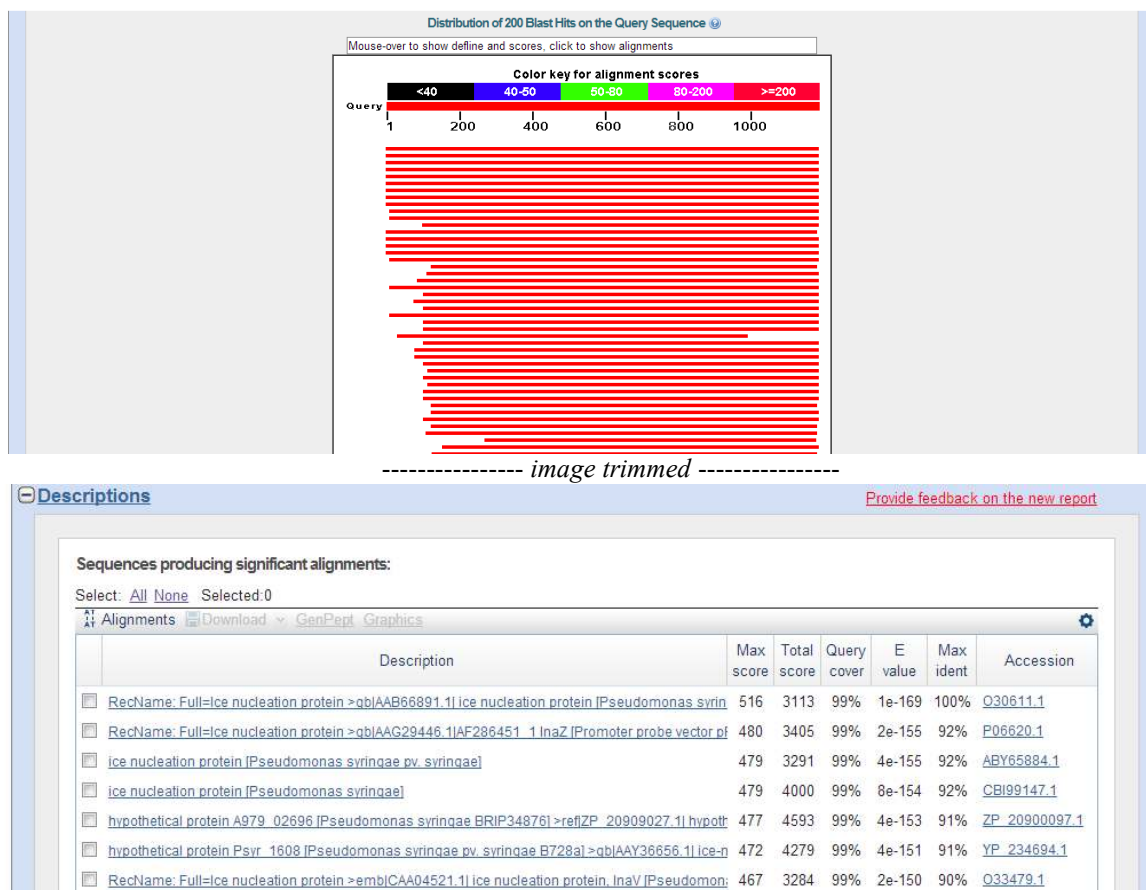 Distribution of 200 Blast Hits on the Query Sequence
Mouse-over to show defline and scores, click to show alignments
Color key for alignment scores
<40 40-50 50-80 80-200 >=200
Query
1 200 400 600 800 1000
---------------- image trimmed ----------------
Descriptions Provide feedback on the new report
Sequences producing significant alignments:
Select: All None Selected:0
Alignments Download GenPept Graphics
Description Max score Total score Query cover E value Max ident Accession
RecName: Full=Ice nucleation protein >gb|AAB66891.1| ice nucleation protein [Pseudomonas syrin 516 3113 99% 1e-169 100% O30611.1
RecName: Full=Ice nucleation protein >gb|AAG29446.1|AF286451_1 InaZ [Promoter probe vector pF 480 3405 99% 2e-155 92% P06620.1
ice nucleation protein [Pseudomonas syringae pv. syringae] 479 3291 99% 4e-155 92% ABY65884.1
ice nucleation protein [Pseudomonas syringae] 479 4000 99% 8e-154 92% CBI99147.1
hypothetical protein A979_02696 [Pseudomonas syringae BRIP34876] >ref|ZP_20909027.1| hypoth 477 4593 99% 4e-153 91% ZP_20900097.1
hypothetical protein Psyr_1608 [Pseudomonas syringae pv. syringae B728a] >gb|AAY36656.1| ice-n 472 4279 99% 4e-151 91% YP_234694.1
RecName: Full=Ice nucleation protein >emb|CAA04521.1| ice nucleation protein, InaV [Pseudomon 467 3284 99% 2e-150 90% O33479.1